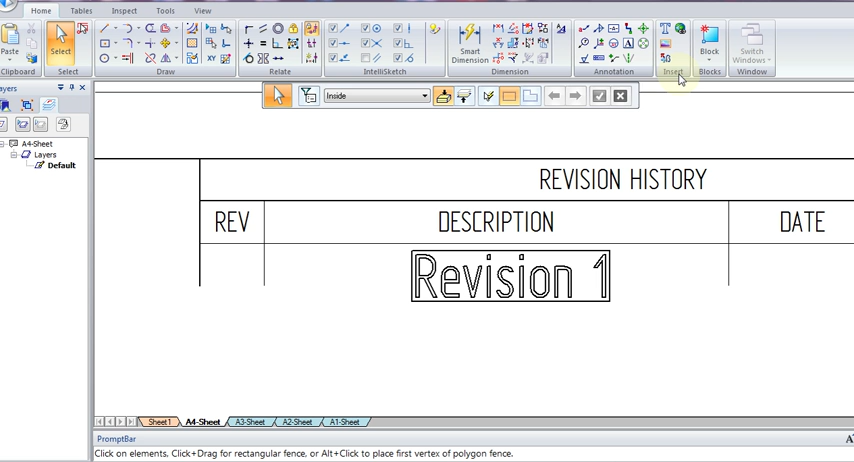 Home Tables Inspect Tools View
Paste Select Smart Dimension Block Switch Windows
Clipboard Select Draw Relate IntelliSketch Dimension Annotation Insert Blocks Window
ayers
Inside
A4-Sheet
Layers
Default
REVISION HISTORY
REV DESCRIPTION DATE
Revision 1
Sheet1 A4-Sheet A3-Sheet A2-Sheet A1-Sheet
PromptBar
Click on elements, Click+Drag for rectangular fence, or Alt+Click to place first vertex of polygon fence.